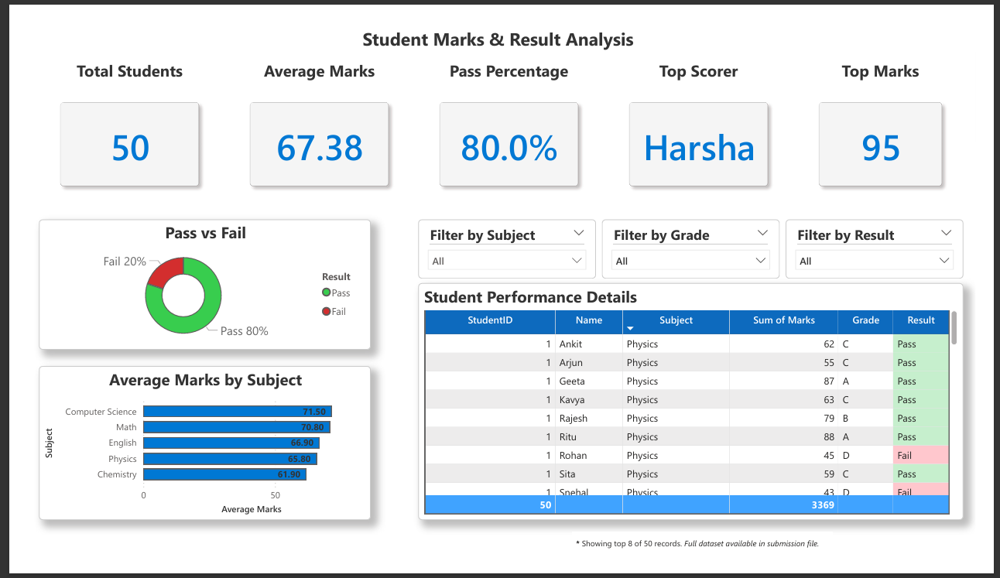 Student Marks & Result Analysis
Total Students
Average Marks
Pass Percentage
Top Scorer
Top Marks
50
67.38
80.0%
Harsha
95
Pass vs Fail
Fail 20%
Pass 80%
Result
Pass
Fail
Filter by Subject
All
Filter by Grade
All
Filter by Result
All
Average Marks by Subject
Subject
Computer Science 71.50
Math 70.80
English 66.90
Physics 65.80
Chemistry 61.90
0 50
Average Marks
Student Performance Details
StudentID Name Subject Sum of Marks Grade Result
1 Ankit Physics 62 C Pass
1 Arjun Physics 55 C Pass
1 Geeta Physics 87 A Pass
1 Kavya Physics 63 C Pass
1 Rajesh Physics 79 B Pass
1 Ritu Physics 88 A Pass
1 Rohan Physics 45 D Fail
1 Sita Physics 59 C Pass
1 Snehal Physics 43 D Fail
50 3369
* Showing top 8 of 50 records. Full dataset available in submission file.